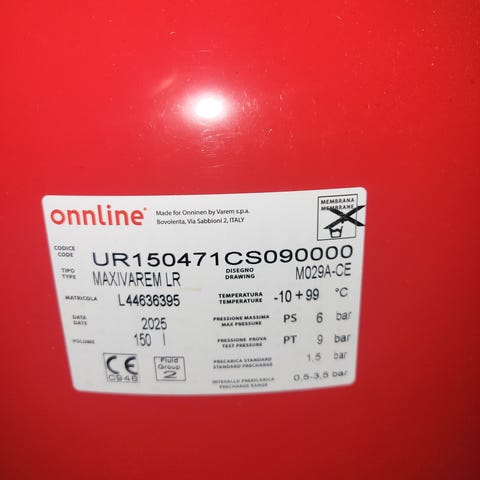 onnline®
Made for Onninen by Varem s.p.a.
Bovolenta, Via Sabbioni 2, ITALY
MEMBRANA
MEMBRANE
CODICE
CODE
UR150471CS090000
TIPO
TYPE
MAXIVAREM LR
DISEGNO
DRAWING
M029A-CE
MATRICOLA
L44636395
TEMPERATURA
TEMPERATURE
-10 +99 °C
DATA
DATE
2025
PRESSIONE MASSIMA
MAX PRESSURE
PS 6 bar
VOLUME
150 l
PRESSIONE PROVA
TEST PRESSURE
PT 9 bar
CE
0948
Fluid
Group
2
PRECARICA STANDARD
STANDARD PRECHARGE
1,5 bar
INTERVALLO PRECARICA
PRECHARGE RANGE
0,5-3,5 bar